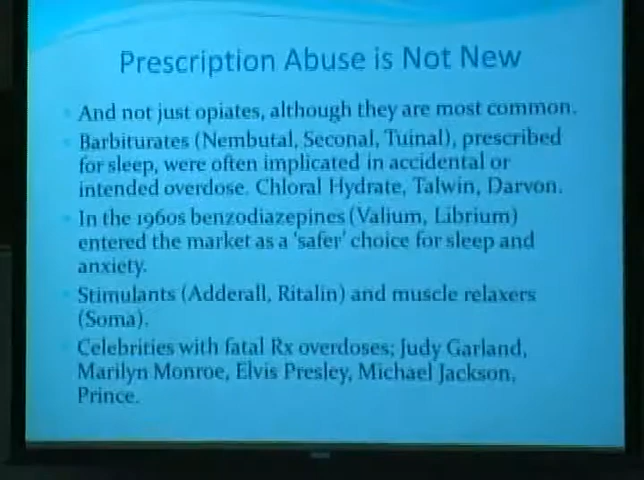 Prescription Abuse is Not New
And not just opiates, although they are most common.
Barbiturates (Nembutal, Seconal, Tuinal), prescribed
for sleep, were often implicated in accidental or
intended overdose. Chloral Hydrate, Talwin, Darvon.
In the 1960s benzodiazepines (Valium, Librium)
entered the market as a 'safer' choice for sleep and
anxiety.
Stimulants (Adderall, Ritalin) and muscle relaxers
(Soma).
Celebrities with fatal Rx overdoses; Judy Garland,
Marilyn Monroe, Elvis Presley, Michael Jackson,
Prince.